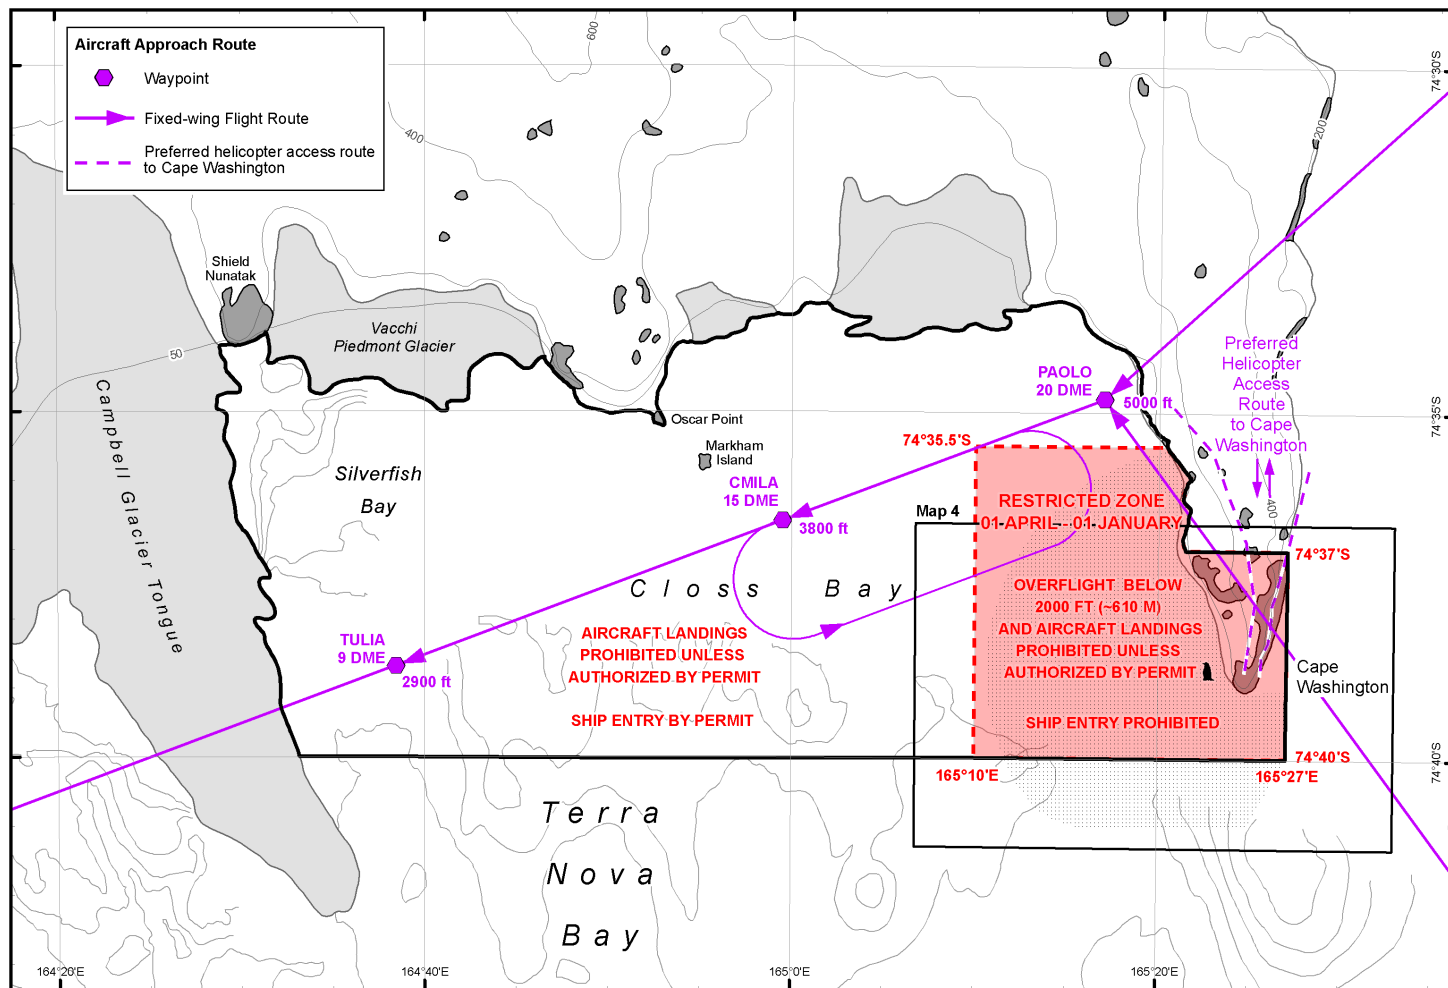 Aircraft Approach Route
Waypoint
Fixed-wing Flight Route
Preferred helicopter access route
to Cape Washington
600
400
200
74°30'S
Shield
Nunatak
50
Vacchi
Piedmont Glacier
Campbell Glacier Tongue
Silverfish
Bay
Oscar Point
Markham
Island
PAOLO
20 DME
5000 ft
Preferred
Helicopter
Access
Route
to Cape
Washington
74°35'S
74°35.5'S
CMILA
15 DME
3800 ft
RESTRICTED ZONE
01 APRIL - 01 JANUARY
Map 4
400
74°37'S
Closs Bay
OVERFLIGHT BELOW
2000 FT (~610 M)
AND AIRCRAFT LANDINGS
PROHIBITED UNLESS
AUTHORIZED BY PERMIT
SHIP ENTRY PROHIBITED
AIRCRAFT LANDINGS
PROHIBITED UNLESS
AUTHORIZED BY PERMIT
SHIP ENTRY BY PERMIT
TULIA
9 DME
2900 ft
Cape
Washington
74°40'S
74°40'S
165°10'E
165°27'E
Terra
Nova
Bay
164°20'E
164°40'E
165°0'E
165°20'E